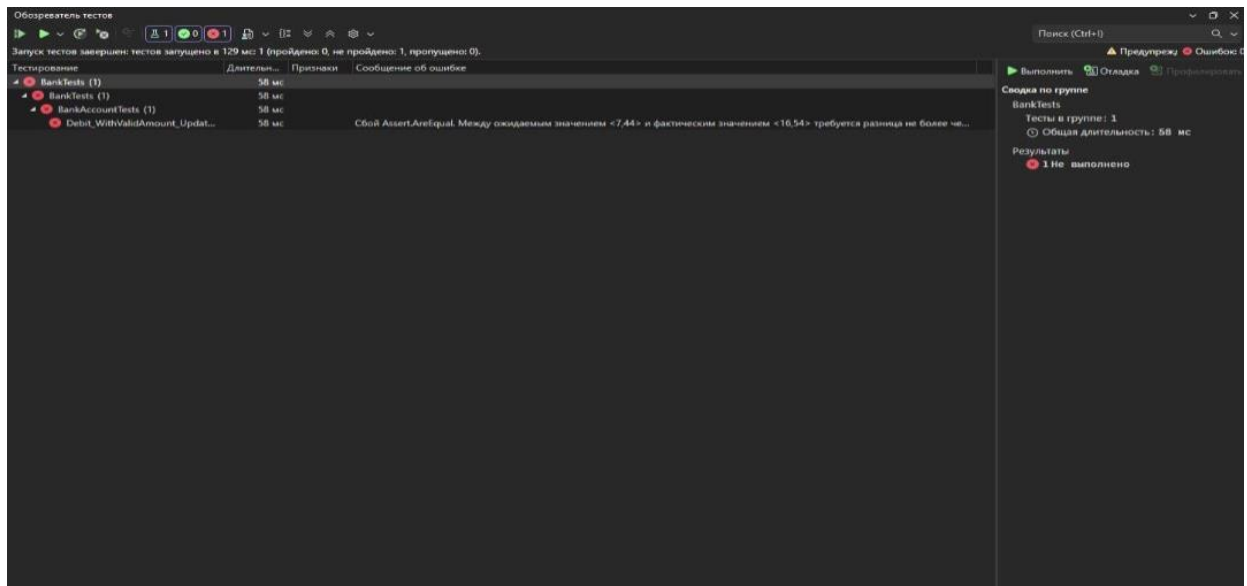 Обозреватель тестов
1 0 1
Поиск (Ctrl+I)
Запуск тестов завершен: тестов запущено в 129 мс: 1 (пройдено: 0, не пройдено: 1, пропущено: 0).
Предупреж Ошибок: 0
Тестирование Длительн... Признаки Сообщение об ошибке
BankTests (1) 58 мс
BankTests (1) 58 мс
BankAccountTests (1) 58 мс
Debit_WithValidAmount_Updat... 58 мс Сбой Assert.AreEqual. Между ожидаемым значением <7,44> и фактическим значением <16,54> требуется разница не более че...
Выполнить Отладка Профилировать
Сводка по группе
BankTests
Тесты в группе: 1
Общая длительность: 58 мс
Результаты
1 Не выполнено